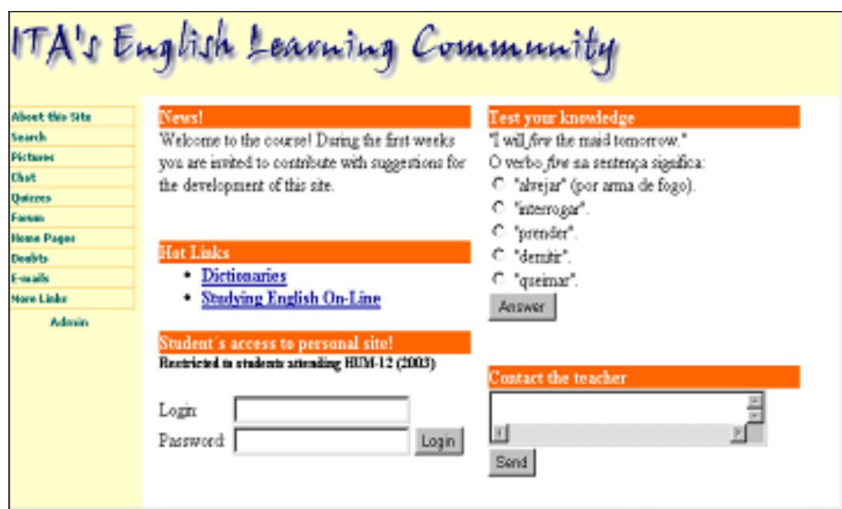 ITA's English Learning Community
About this Site
Search
Pictures
Chat
Quizzes
Forum
Home Pages
Doubts
E-mails
More Links
Admin
News!
Welcome to the course! During the first weeks
you are invited to contribute with suggestions for
the development of this site.
Hot Links
• Dictionaries
• Studying English On-Line
Student´s access to personal site!
Restricted to students attending HUM-12 (2003)
Login:
Password:
Login
Test your knowledge
"I will fire the maid tomorrow."
O verbo fire na sentença significa:
"alvejar" (por arma de fogo).
"interrogar".
"prender".
"demitir".
"queimar".
Answer
Contact the teacher
Send